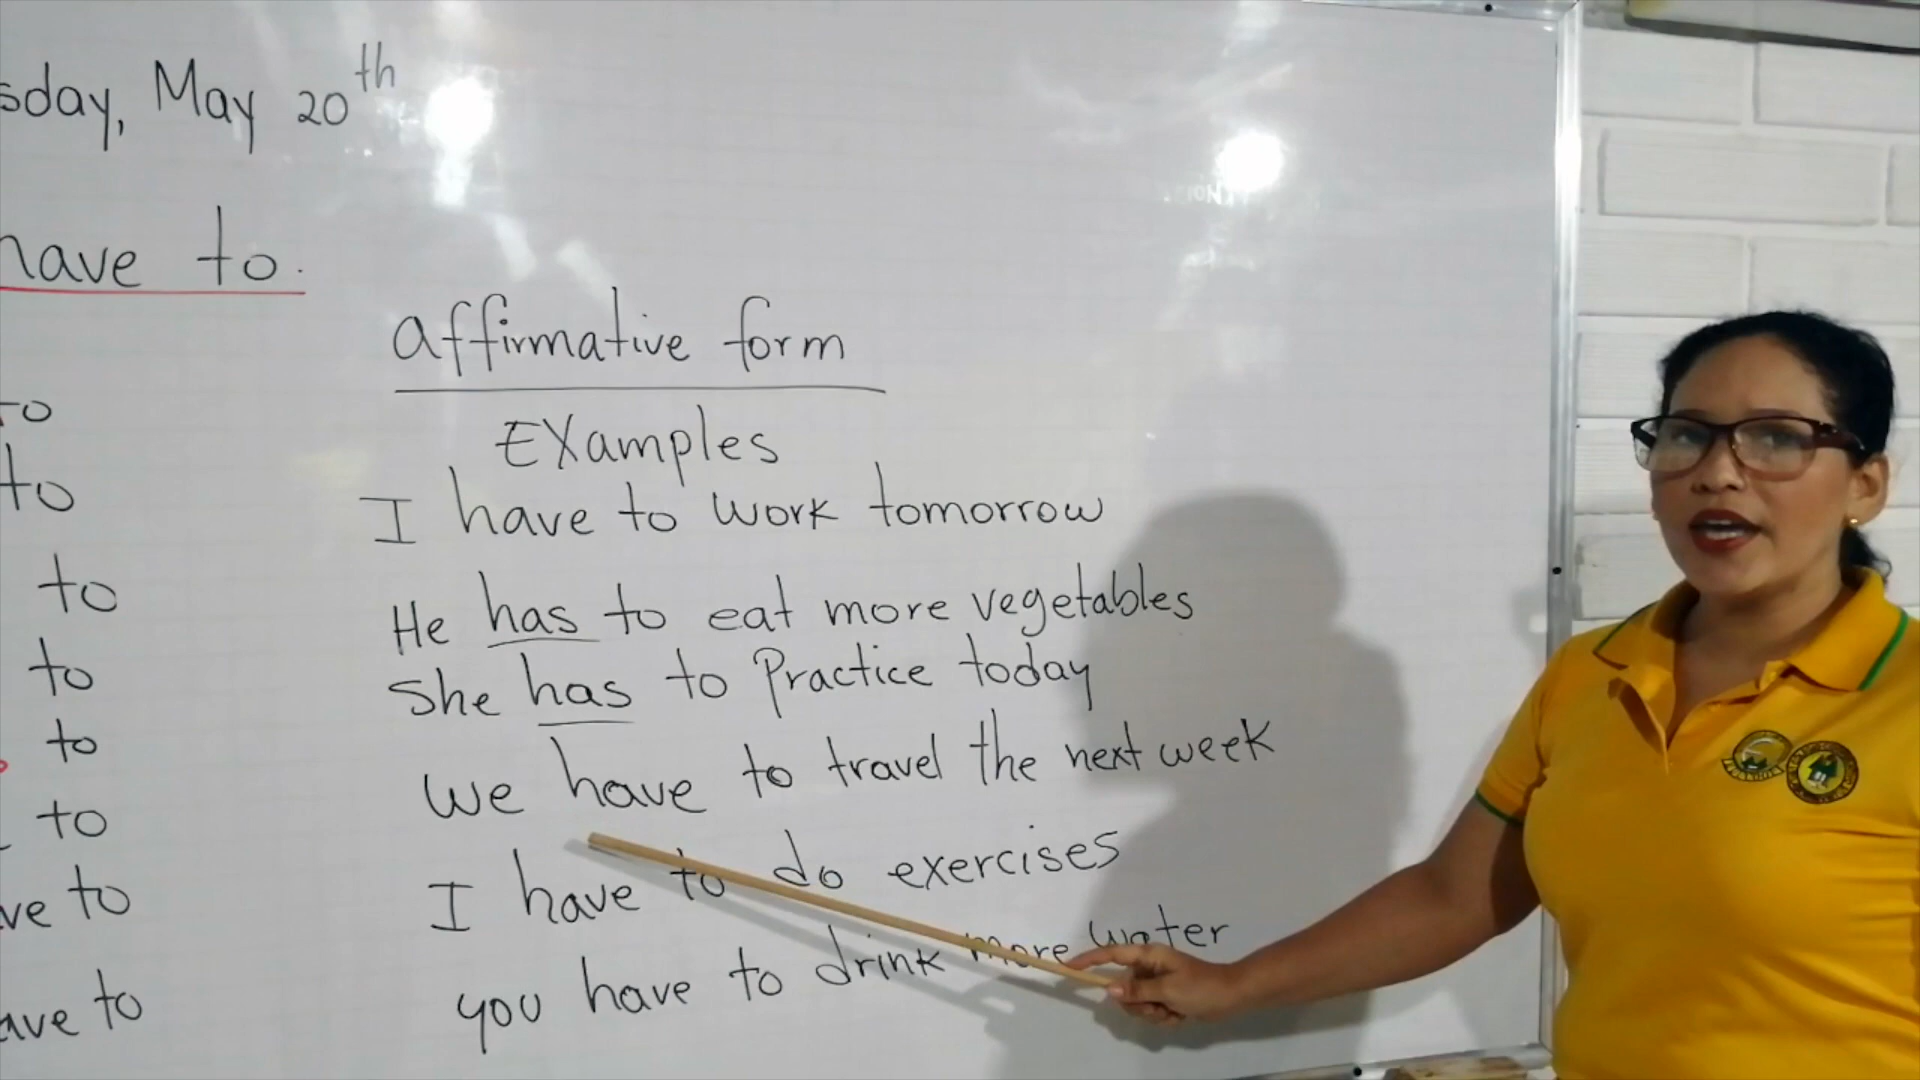 sday, May 20th
have to.
affirmative form
Examples
to
to
to
to
to
to
ve to
ave to
I have to work tomorrow
He has to eat more vegetables
She has to Practice today
we have to travel the next week
I have to do exercises
you have to drink more water